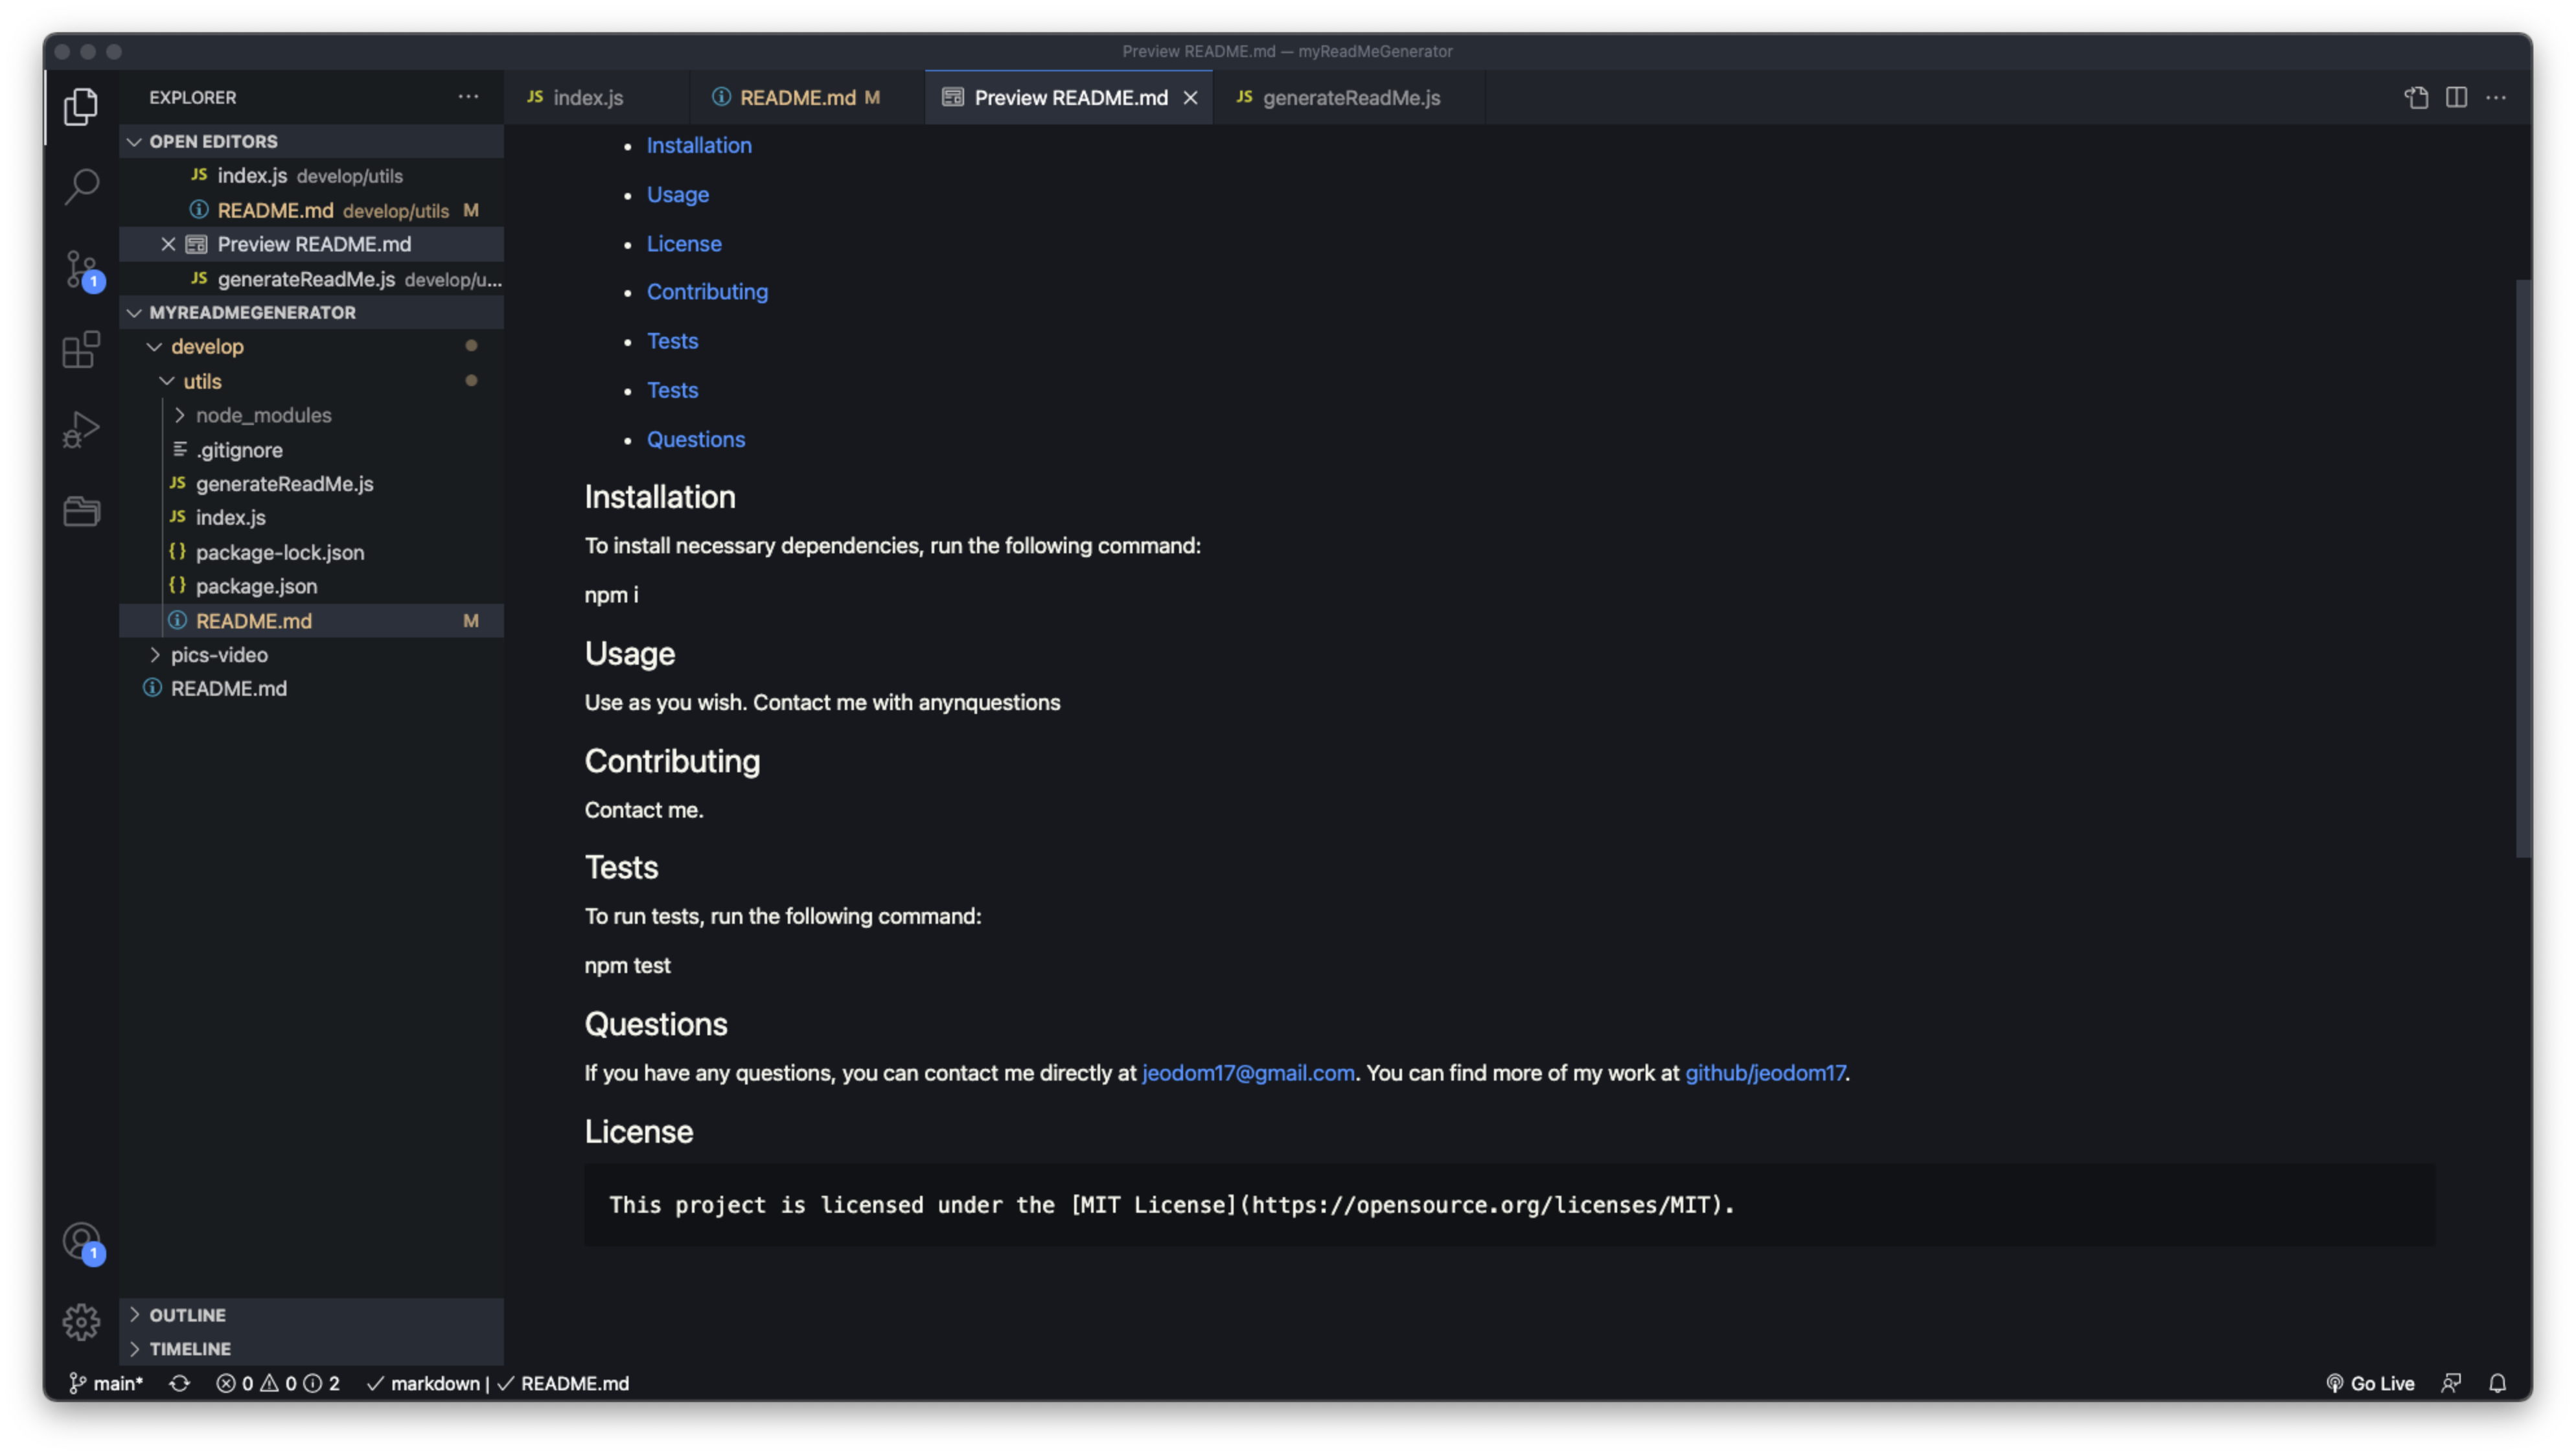 Preview README.md — myReadMeGenerator
EXPLORER
JS index.js
README.md M
Preview README.md
JS generateReadMe.js
OPEN EDITORS
JS index.js develop/utils
README.md develop/utils M
Preview README.md
JS generateReadMe.js develop/u...
MYREADMEGENERATOR
develop
utils
node_modules
.gitignore
JS generateReadMe.js
JS index.js
{} package-lock.json
{} package.json
README.md M
pics-video
README.md
1
1
OUTLINE
TIMELINE
• Installation
• Usage
• License
• Contributing
• Tests
• Tests
• Questions
Installation
To install necessary dependencies, run the following command:
npm i
Usage
Use as you wish. Contact me with anynquestions
Contributing
Contact me.
Tests
To run tests, run the following command:
npm test
Questions
If you have any questions, you can contact me directly at jeodom17@gmail.com. You can find more of my work at github/jeodom17.
License
This project is licensed under the [MIT License](https://opensource.org/licenses/MIT).
main* 0 0 2 markdown | README.md Go Live